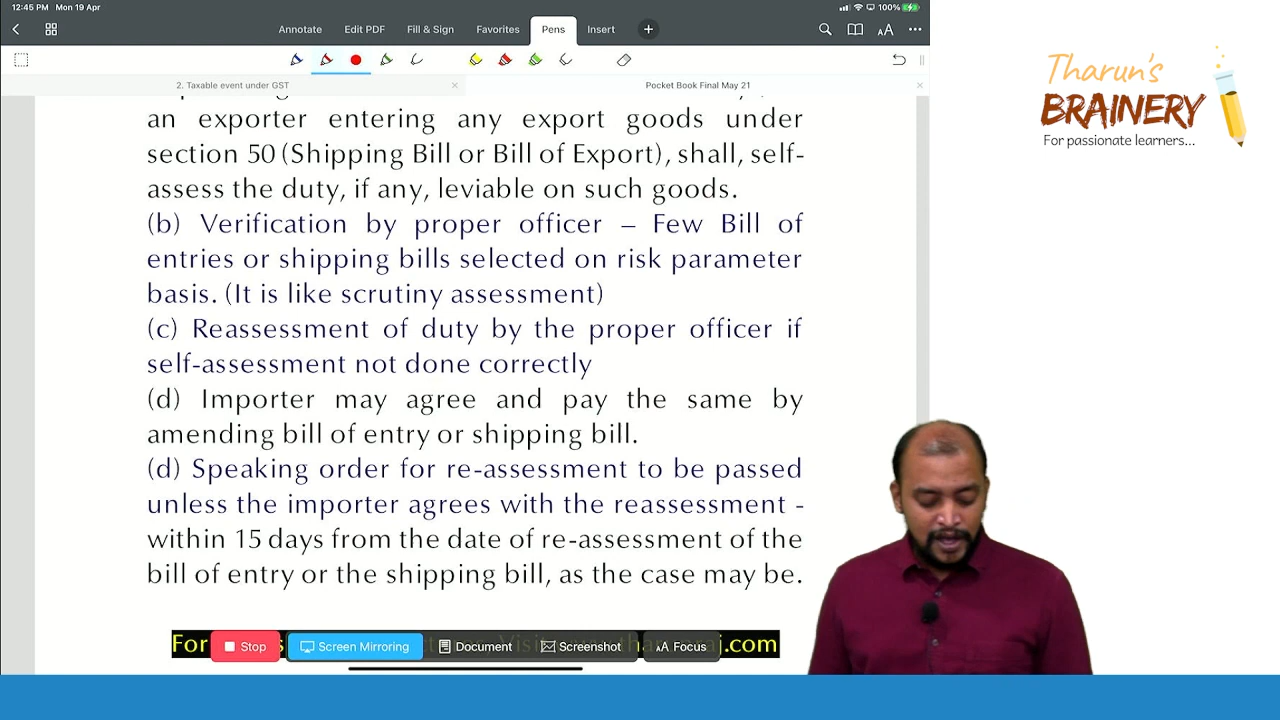 12:45 PM Mon 19 Apr
100%
Annotate Edit PDF Fill & Sign Favorites Pens Insert
AA
2. Taxable event under GST
Pocket Book Final May 21
an exporter entering any export goods under
section 50 (Shipping Bill or Bill of Export), shall, self-
assess the duty, if any, leviable on such goods.
(b) Verification by proper officer – Few Bill of
entries or shipping bills selected on risk parameter
basis. (It is like scrutiny assessment)
(c) Reassessment of duty by the proper officer if
self-assessment not done correctly
(d) Importer may agree and pay the same by
amending bill of entry or shipping bill.
(d) Speaking order for re-assessment to be passed
unless the importer agrees with the reassessment -
within 15 days from the date of re-assessment of the
bill of entry or the shipping bill, as the case may be.
For
j.com
Stop Screen Mirroring Document Screenshot AA Focus
Tharun's
BRAINERY
For passionate learners...